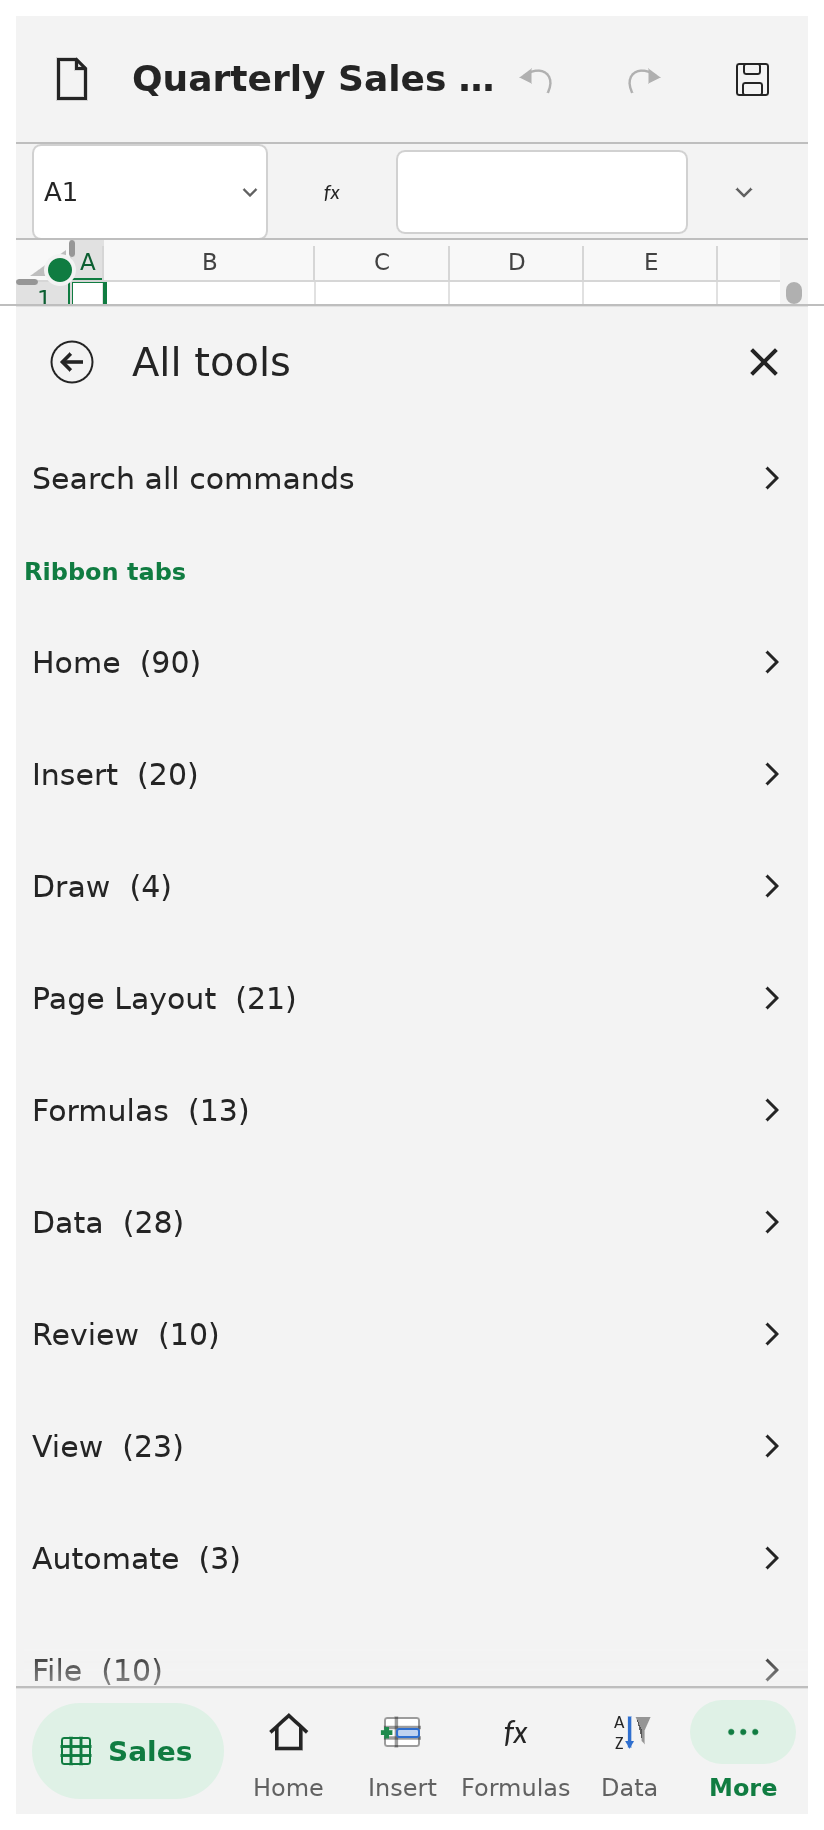 Quarterly Sales ...
A1 fx
A B C D E
1
All tools
Search all commands
Ribbon tabs
Home (90)
Insert (20)
Draw (4)
Page Layout (21)
Formulas (13)
Data (28)
Review (10)
View (23)
Automate (3)
File (10)
Sales
fx
A
Z
Home Insert Formulas Data More